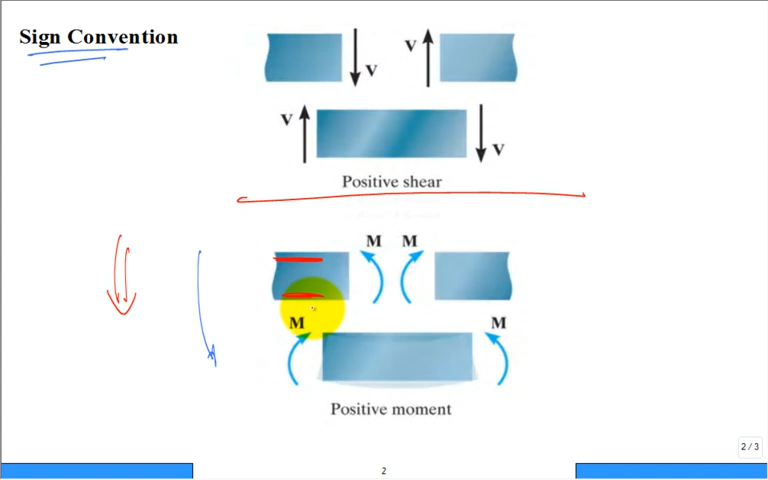 Sign Convention
V
V
V
V
Positive shear
M M
M
M
Positive moment
2 / 3
2